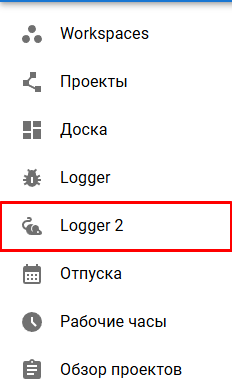 Workspaces
Проекты
Доска
Logger
Logger 2
Отпуска
Рабочие часы
Обзор проектов